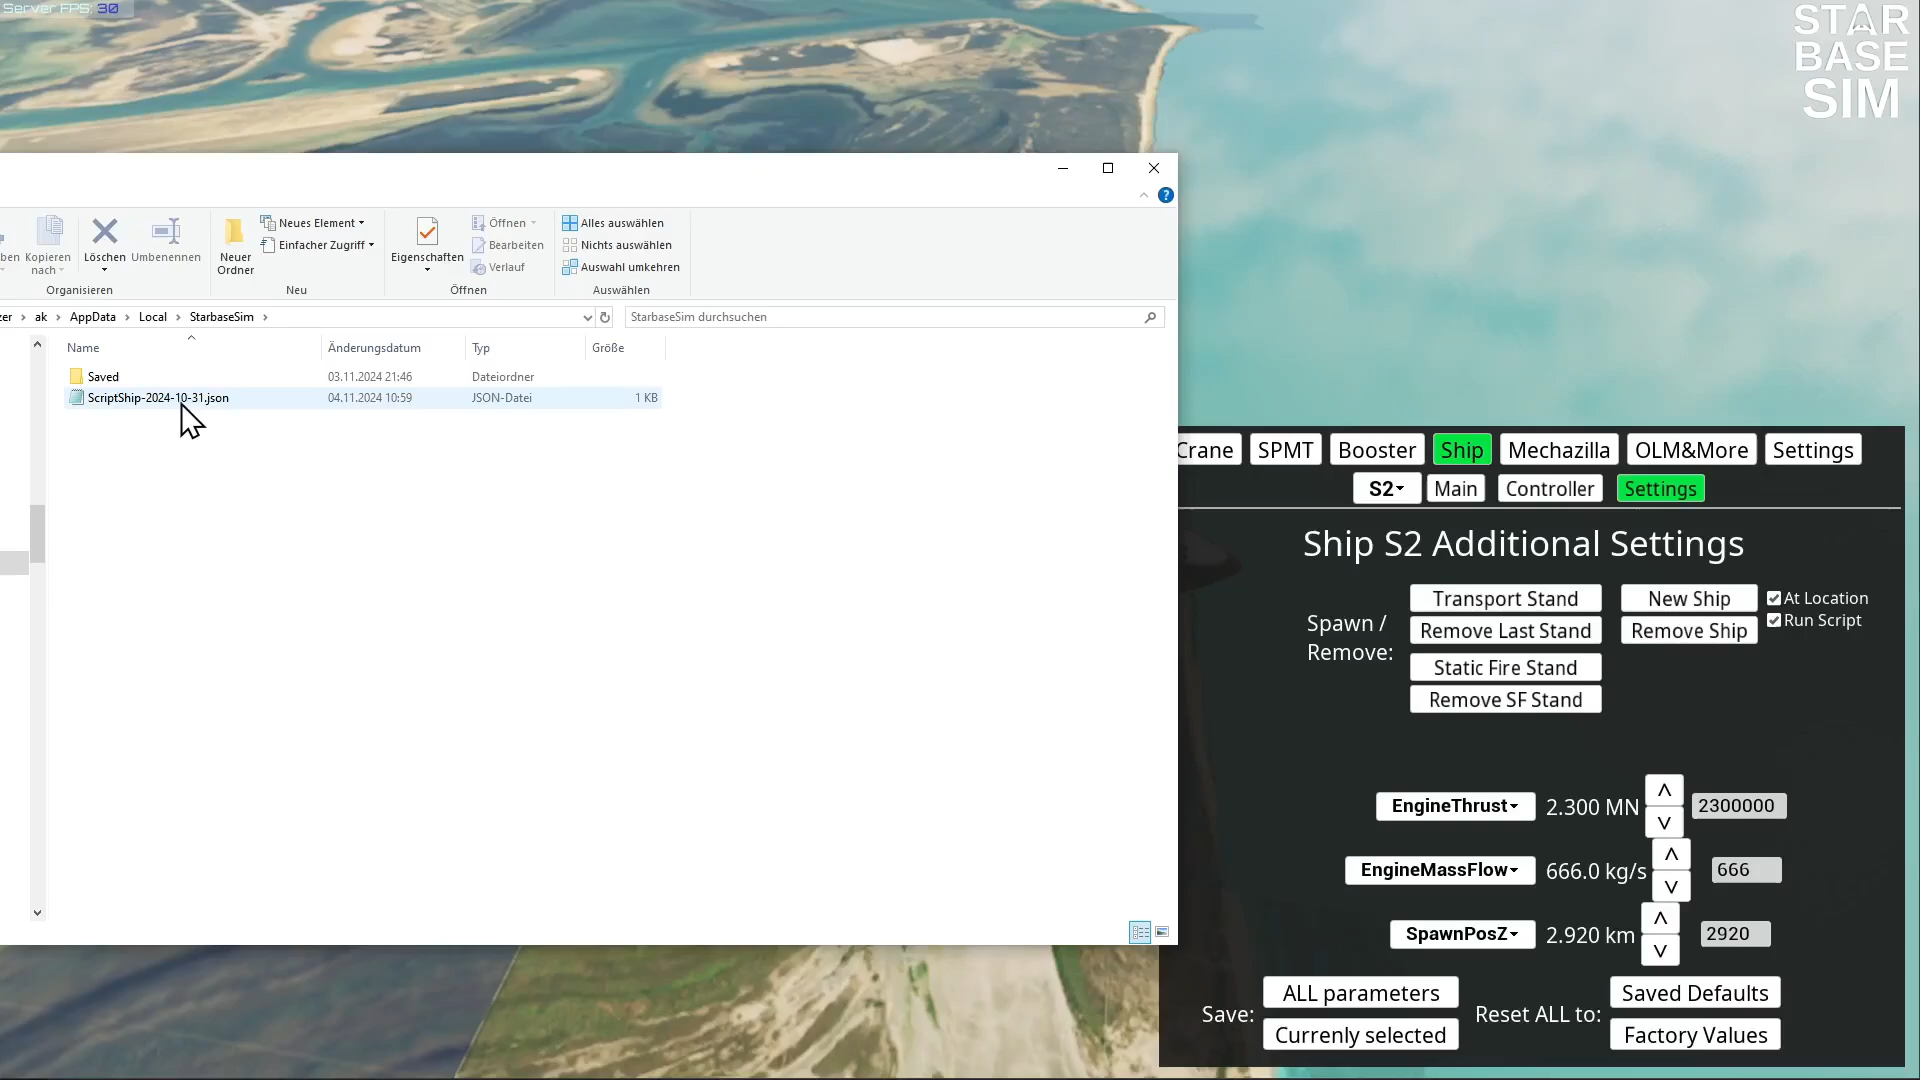 Server FPS: 30
STAR
BASE
SIM
ben
Kopieren
nach
Löschen
Umbenennen
Organisieren
Neuer
Ordner
Neues Element
Einfacher Zugriff
Neu
Eigenschaften
Öffnen
Bearbeiten
Verlauf
Öffnen
Alles auswählen
Nichts auswählen
Auswahl umkehren
Auswählen
zer > ak > AppData > Local > StarbaseSim >
StarbaseSim durchsuchen
Name Änderungsdatum Typ Größe
Saved 03.11.2024 21:46 Dateiordner
ScriptShip-2024-10-31.json 04.11.2024 10:59 JSON-Datei 1 KB
Crane SPMT Booster Ship Mechazilla OLM&More Settings
S2 Main Controller Settings
Ship S2 Additional Settings
Spawn /
Remove:
Transport Stand
Remove Last Stand
Static Fire Stand
Remove SF Stand
New Ship
Remove Ship
At Location
Run Script
EngineThrust 2.300 MN 2300000
EngineMassFlow 666.0 kg/s 666
SpawnPosZ 2.920 km 2920
Save:
ALL parameters
Currenly selected
Reset ALL to:
Saved Defaults
Factory Values